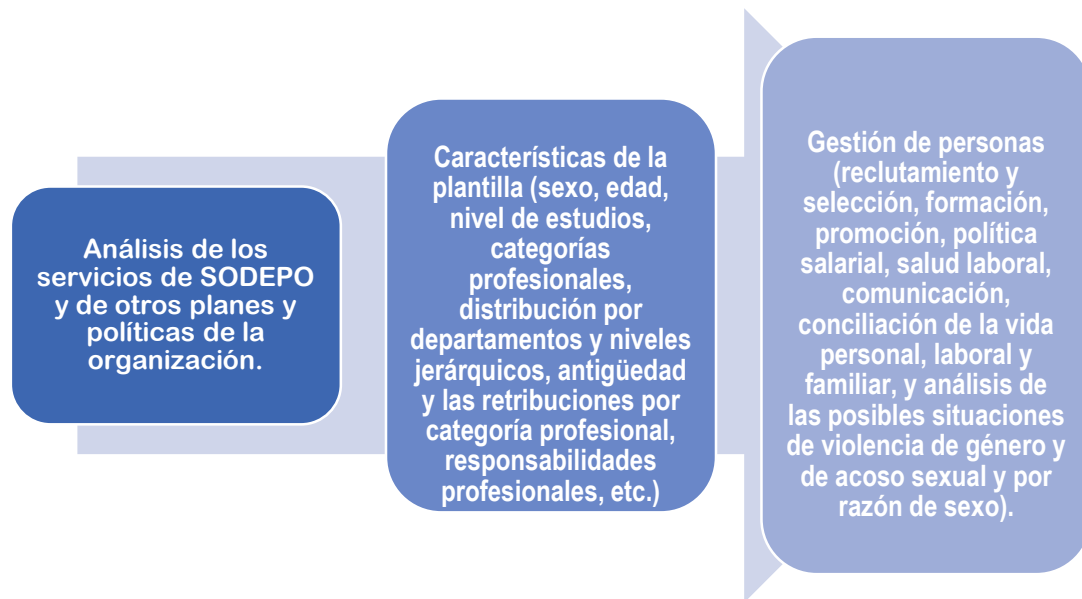 Análisis de los
servicios de SODEPO
y de otros planes y
políticas de la
organización.
Características de la
plantilla (sexo, edad,
nivel de estudios,
categorías
profesionales,
distribución por
departamentos y niveles
jerárquicos, antigüedad
y las retribuciones por
categoría profesional,
responsabilidades
profesionales, etc.)
Gestión de personas
(reclutamiento y
selección, formación,
promoción, política
salarial, salud laboral,
comunicación,
conciliación de la vida
personal, laboral y
familiar, y análisis de
las posibles situaciones
de violencia de género y
de acoso sexual y por
razón de sexo).